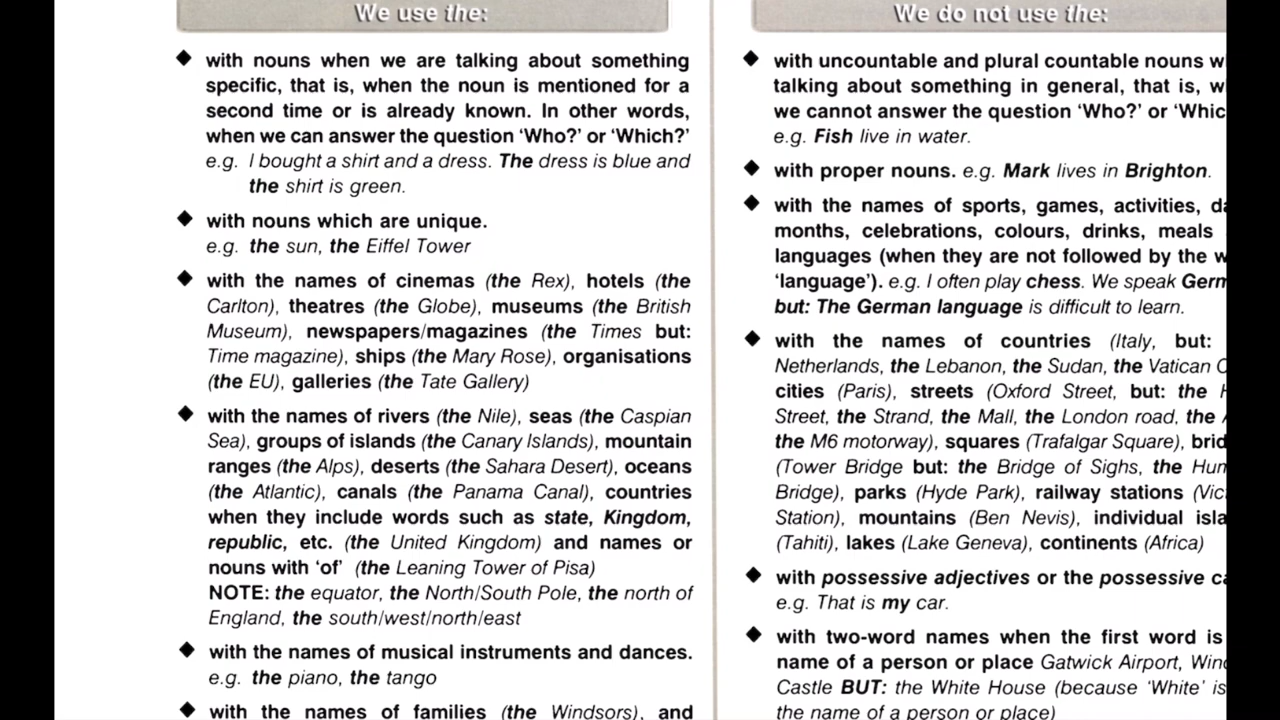 We use the:
with nouns when we are talking about something
specific, that is, when the noun is mentioned for a
second time or is already known. In other words,
when we can answer the question ‘Who?’ or ‘Which?’
e.g. I bought a shirt and a dress. The dress is blue and
the shirt is green.
with nouns which are unique.
e.g. the sun, the Eiffel Tower
with the names of cinemas (the Rex), hotels (the
Carlton), theatres (the Globe), museums (the British
Museum), newspapers/magazines (the Times but:
Time magazine), ships (the Mary Rose), organisations
(the EU), galleries (the Tate Gallery)
with the names of rivers (the Nile), seas (the Caspian
Sea), groups of islands (the Canary Islands), mountain
ranges (the Alps), deserts (the Sahara Desert), oceans
(the Atlantic), canals (the Panama Canal), countries
when they include words such as state, Kingdom,
republic, etc. (the United Kingdom) and names or
nouns with ‘of’ (the Leaning Tower of Pisa)
NOTE: the equator, the North/South Pole, the north of
England, the south/west/north/east
with the names of musical instruments and dances.
e.g. the piano, the tango
with the names of families (the Windsors), and
We do not use the:
with uncountable and plural countable nouns
talking about something in general, that is,
we cannot answer the question ‘Who?’ or
e.g. Fish live in water.
with proper nouns. e.g. Mark lives in Brighton.
with the names of sports, games, activities,
months, celebrations, colours, drinks, meals
languages (when they are not followed by the
‘language’). e.g. I often play chess. We speak
but: The German language is difficult to learn.
with the names of countries (Italy, but:
Netherlands, the Lebanon, the Sudan, the Vatican
cities (Paris), streets (Oxford Street, but: the
Street, the Strand, the Mall, the London road, the
the M6 motorway), squares (Trafalgar Square),
(Tower Bridge but: the Bridge of Sighs, the
Bridge), parks (Hyde Park), railway stations
Station), mountains (Ben Nevis), individual
(Tahiti), lakes (Lake Geneva), continents (Africa)
with possessive adjectives or the possessive
e.g. That is my car.
with two-word names when the first word is
name of a person or place Gatwick Airport,
Castle BUT: the White House (because ‘White’ is
the name of a person or place)